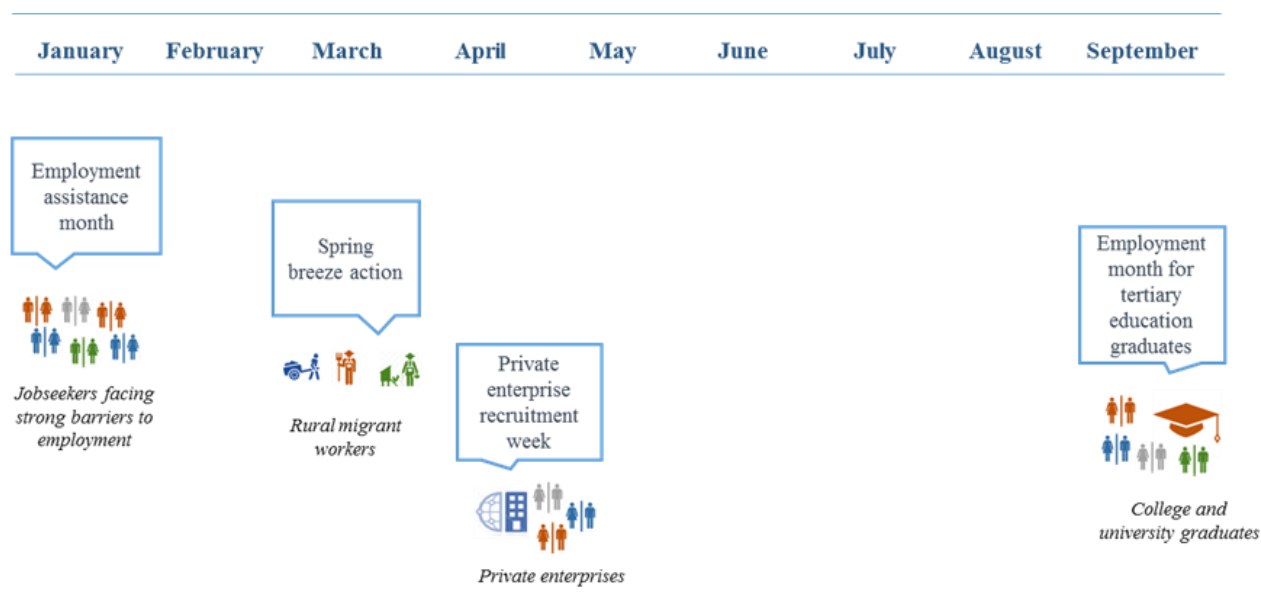 January February March April May June July August September
Employment
assistance
month
Jobseekers facing
strong barriers to
employment
Spring
breeze action
Rural migrant
workers
Private
enterprise
recruitment
week
Private enterprises
Employment
month for
tertiary
education
graduates
College and
university graduates